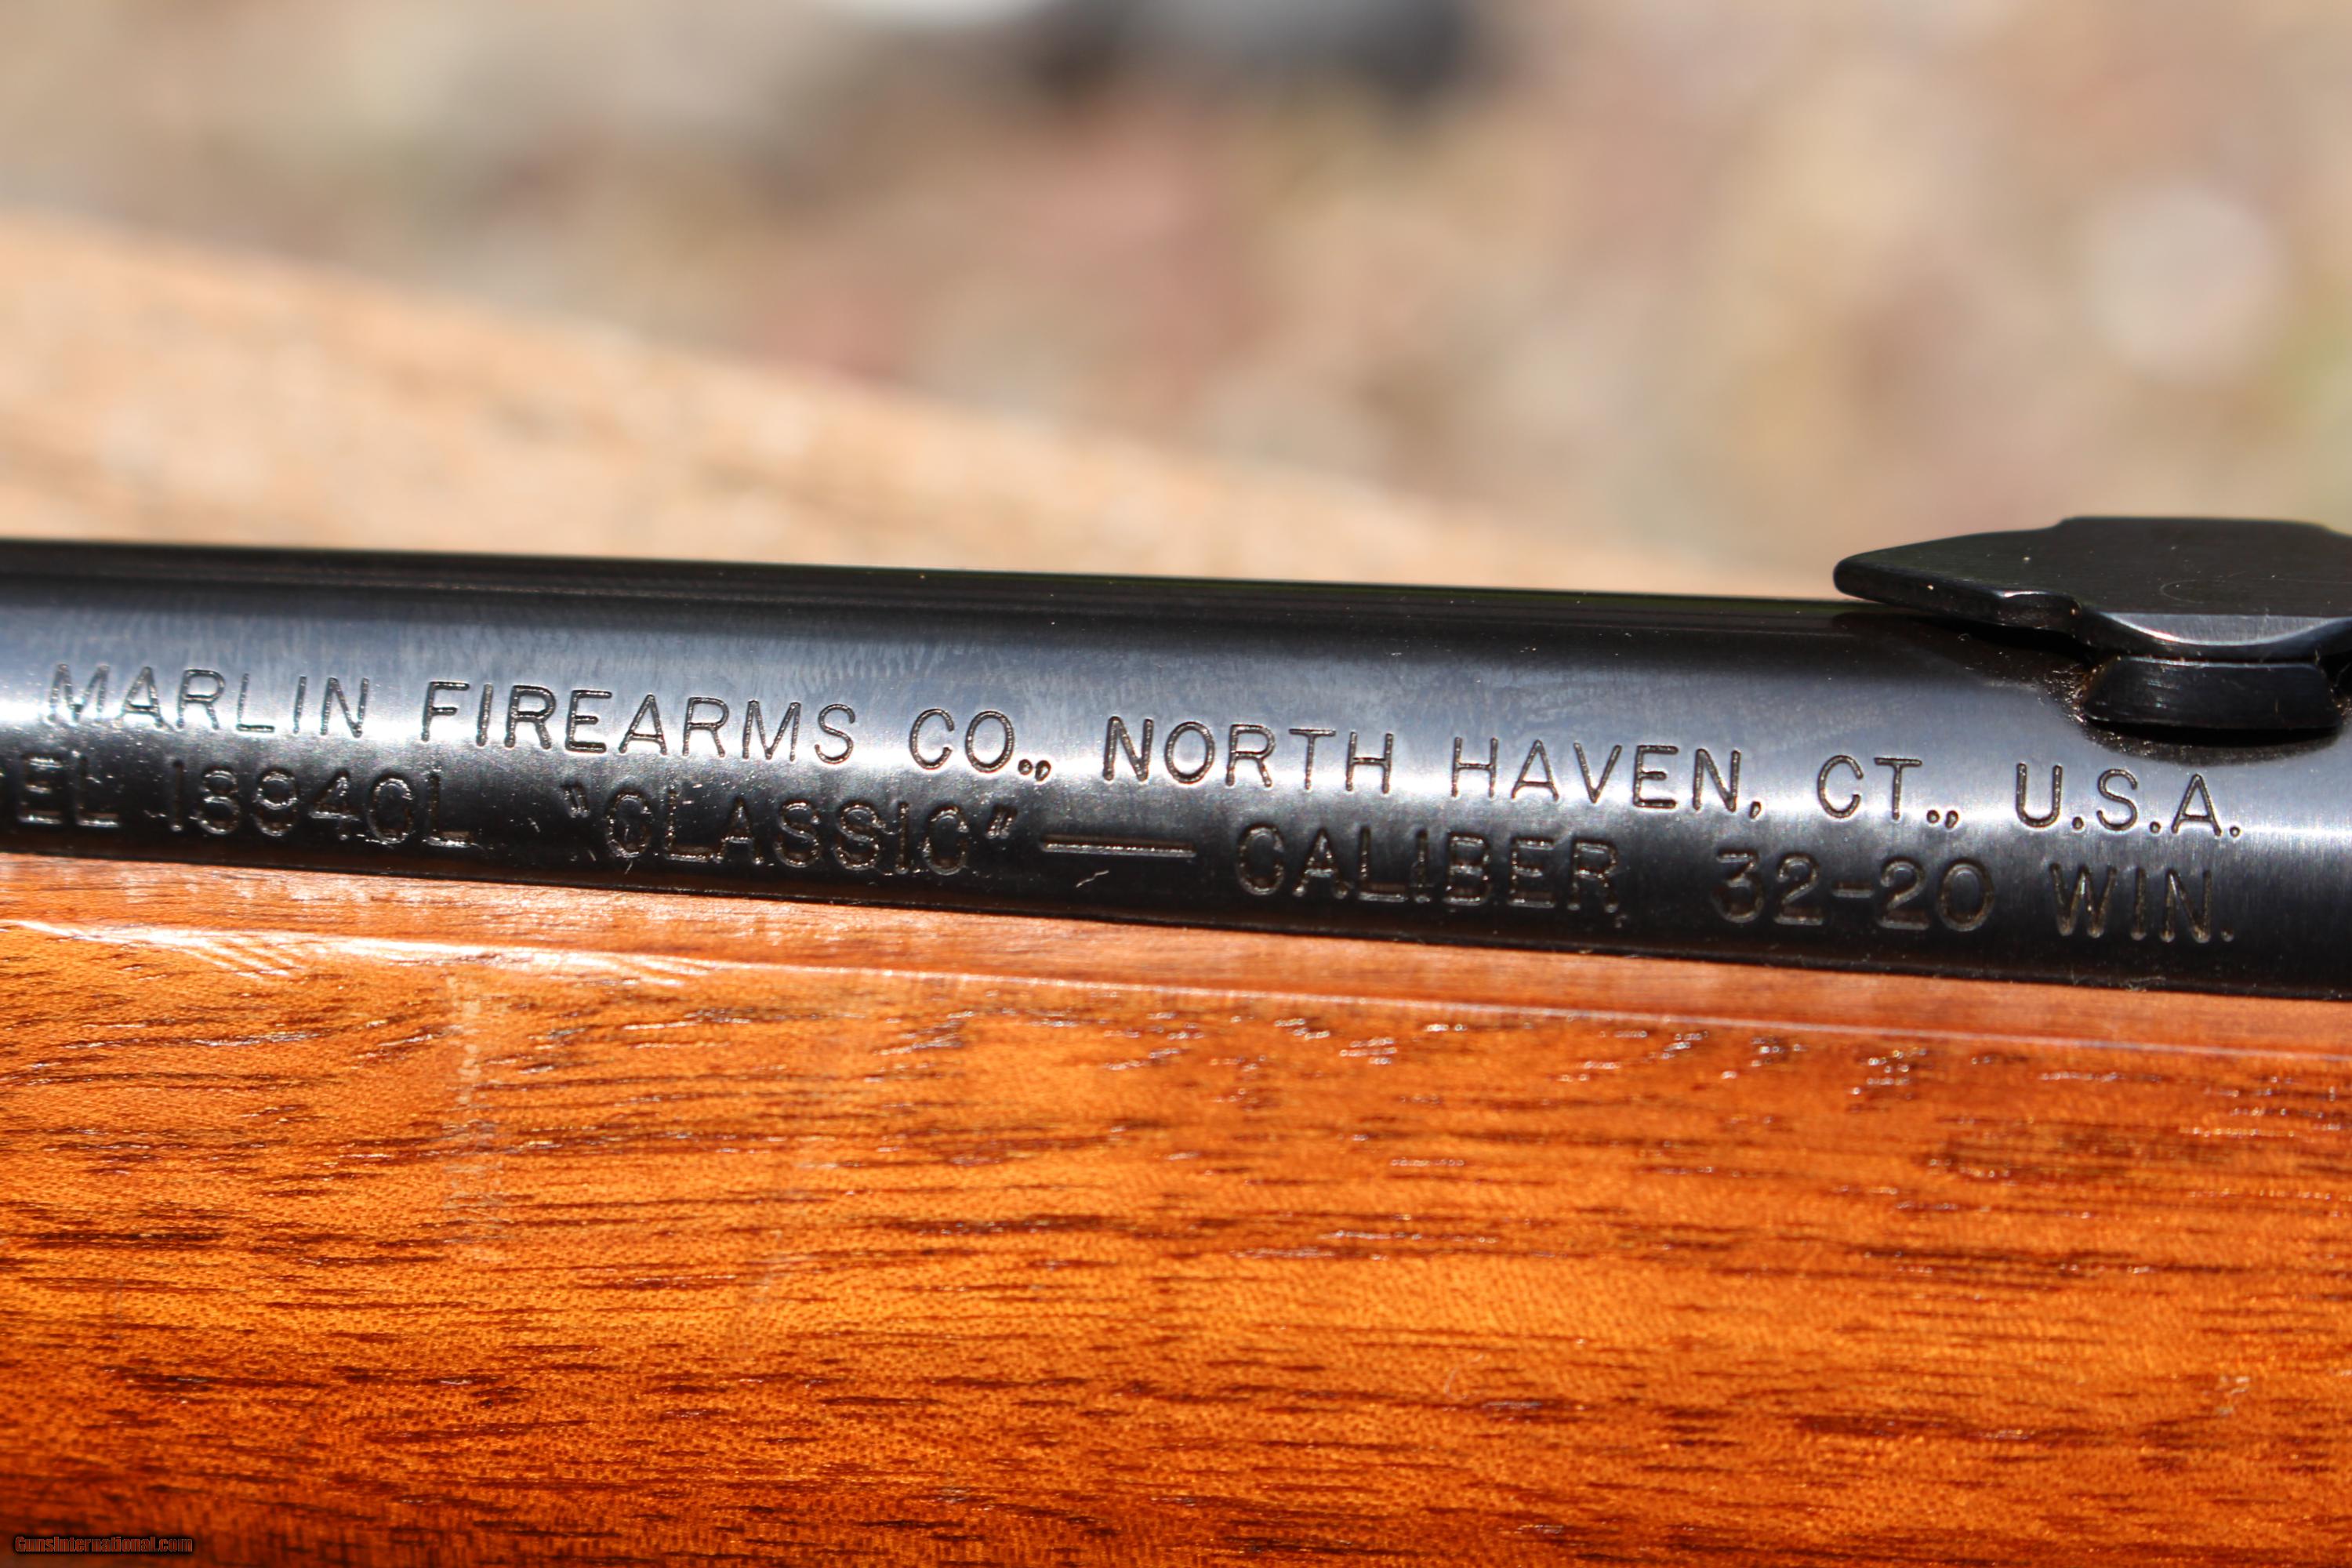 MARLIN FIREARMS CO., NORTH HAVEN, CT., U.S.A.
EL 1894CL "CLASSIC" — CALIBER 32-20 WIN.
GunsInternational.com